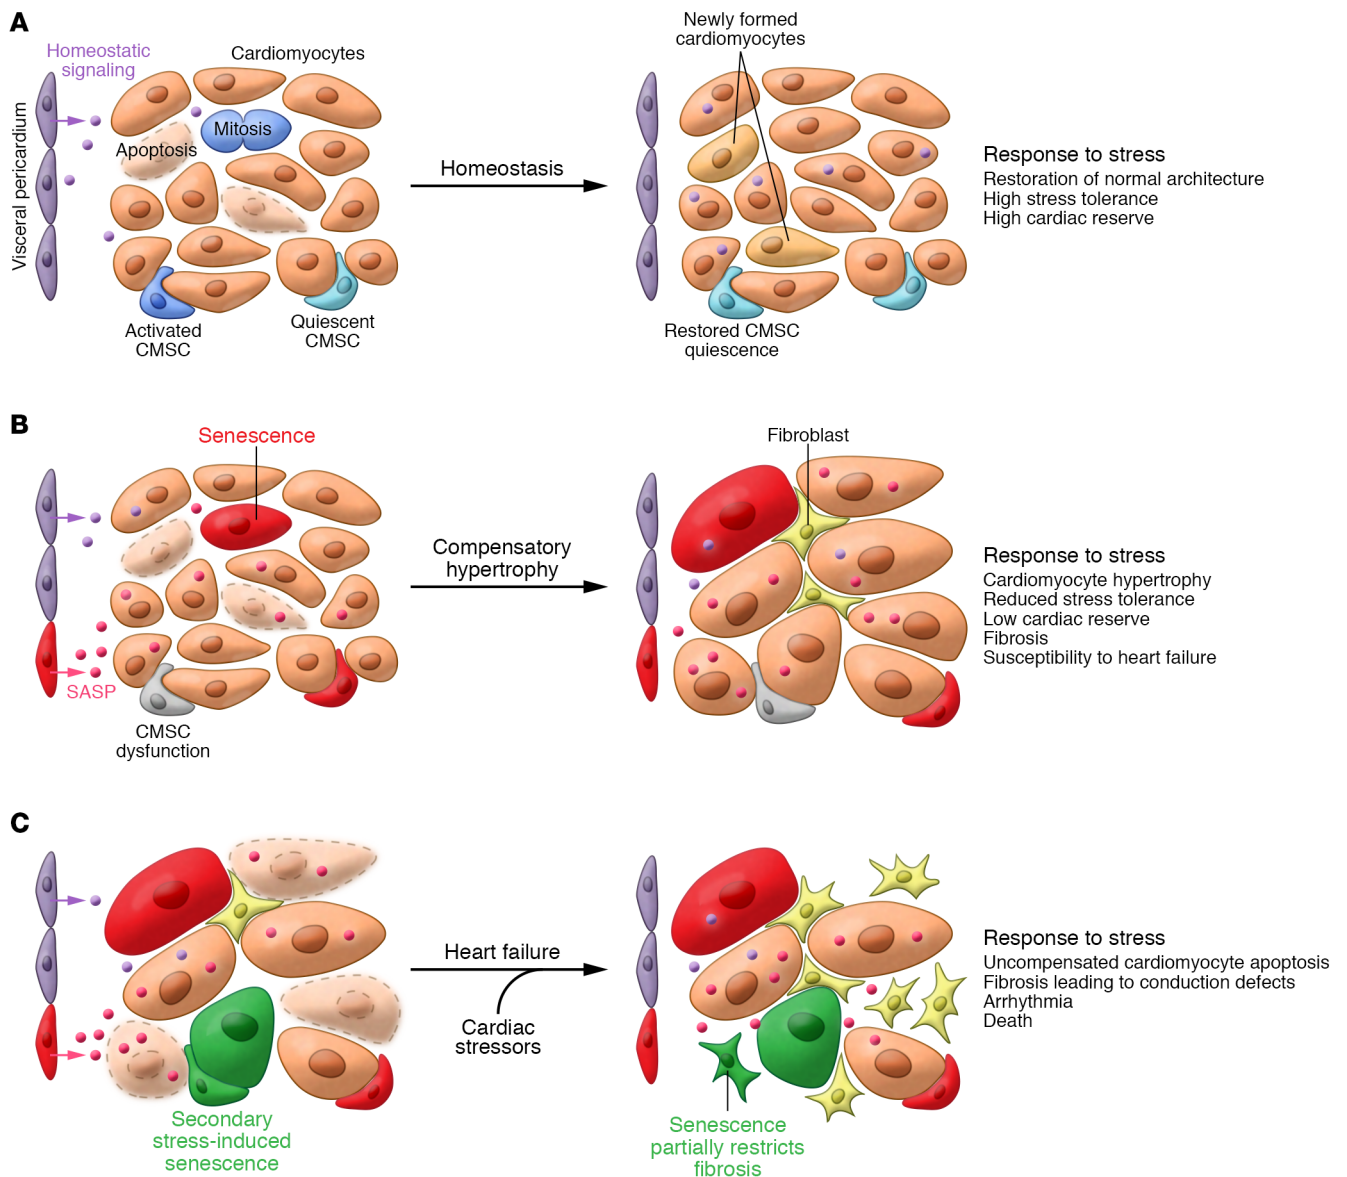 A
Homeostatic
signaling
Cardiomyocytes
Visceral pericardium
Mitosis
Apoptosis
Activated
CMSC
Quiescent
CMSC
Homeostasis
Newly formed
cardiomyocytes
Restored CMSC
quiescence
Response to stress
Restoration of normal architecture
High stress tolerance
High cardiac reserve
B
Senescence
SASP
CMSC
dysfunction
Compensatory
hypertrophy
Fibroblast
Response to stress
Cardiomyocyte hypertrophy
Reduced stress tolerance
Low cardiac reserve
Fibrosis
Susceptibility to heart failure
C
Secondary
stress-induced
senescence
Heart failure
Cardiac
stressors
Senescence
partially restricts
fibrosis
Response to stress
Uncompensated cardiomyocyte apoptosis
Fibrosis leading to conduction defects
Arrhythmia
Death